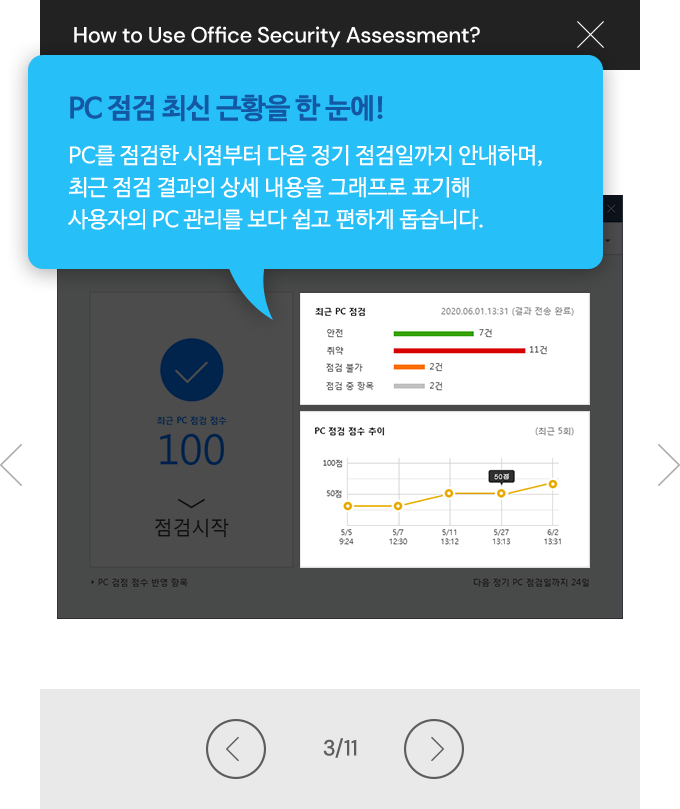 How to Use Office Security Assessment?
PC 점검 최신 근황을 한 눈에!
PC를 점검한 시점부터 다음 정기 점검일까지 안내하며,
최근 점검 결과의 상세 내용을 그래프로 표기해
사용자의 PC 관리를 보다 쉽고 편하게 돕습니다.
최근 PC 점검 점수
100
점검시작
최근 PC 점검 2020.06.01.13:31 (결과 전송 완료)
안전 7건
취약 11건
점검 불가 2건
점검 중 항목 2건
PC 점검 점수 추이 (최근 5회)
100점
50점
50점
5/5 5/7 5/11 5/27 6/2
9:24 12:30 13:12 13:13 13:31
PC 검점 점수 반영 항목 다음 정기 PC 점검일까지 24일
3/11